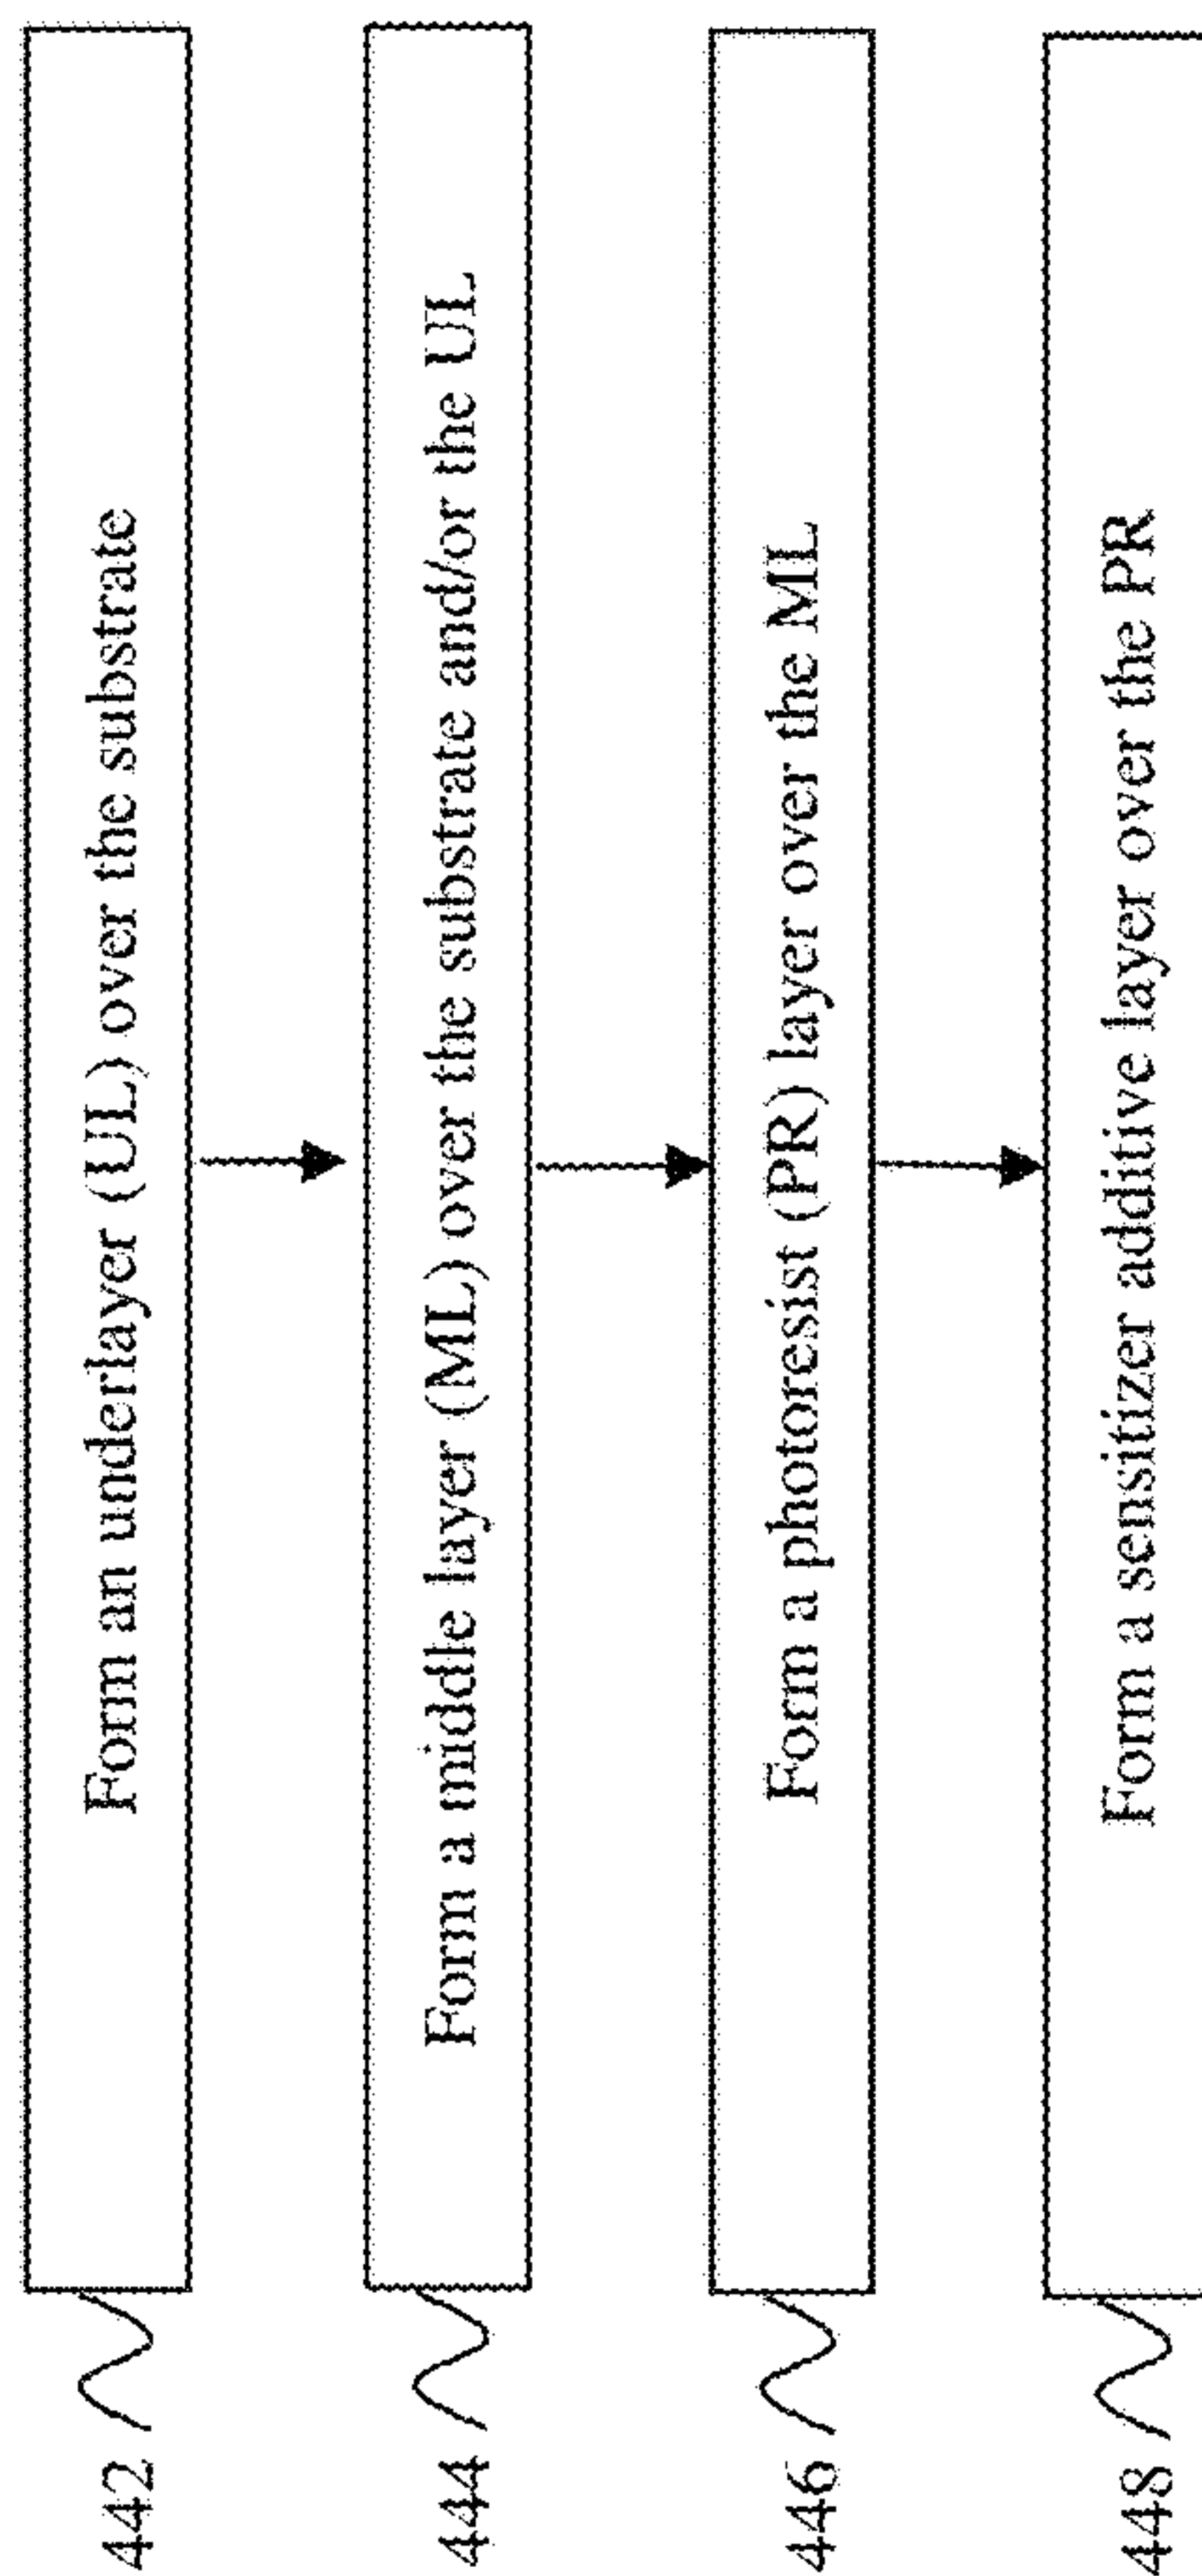 442
Form an underlayer (UL) over the substrate
444
Form a middle layer (ML) over the substrate and/or the UL
446
Form a photoresist (PR) layer over the ML
448
Form a sensitizer additive layer over the PR